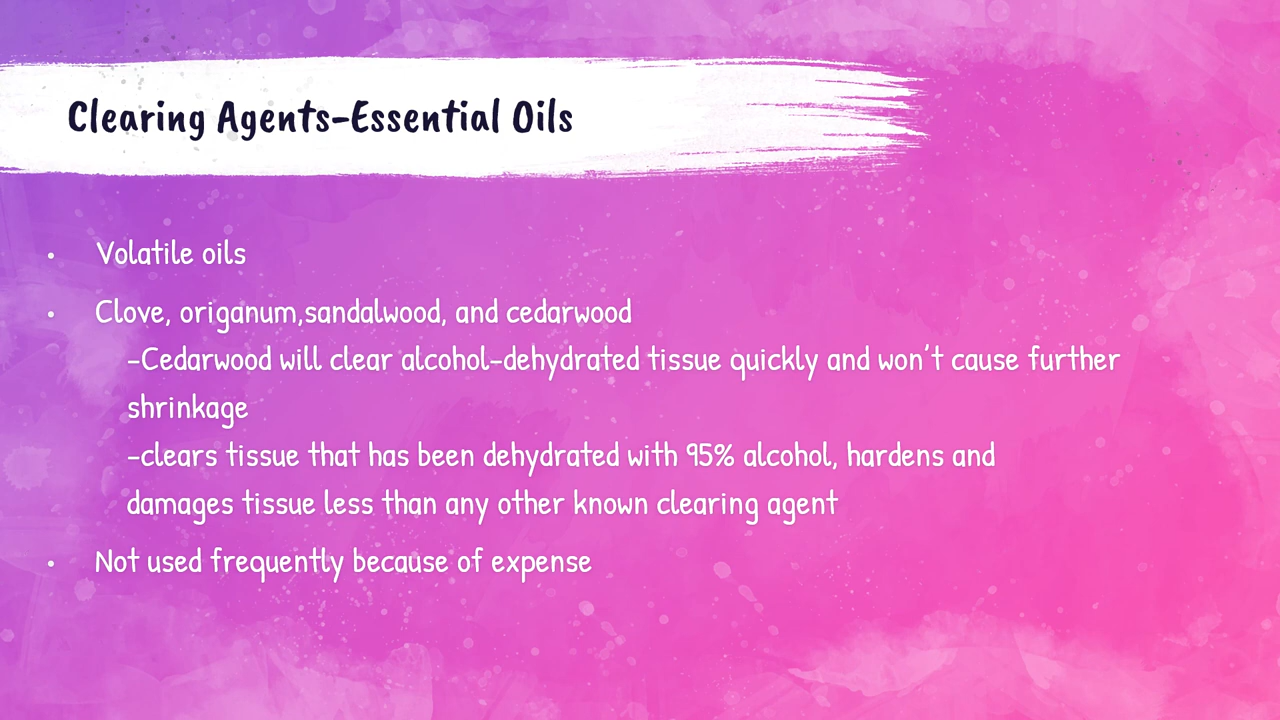 Clearing Agents-Essential Oils
• Volatile oils
• Clove, origanum,sandalwood, and cedarwood
-Cedarwood will clear alcohol-dehydrated tissue quickly and won't cause further
shrinkage
-clears tissue that has been dehydrated with 95% alcohol, hardens and
damages tissue less than any other known clearing agent
• Not used frequently because of expense